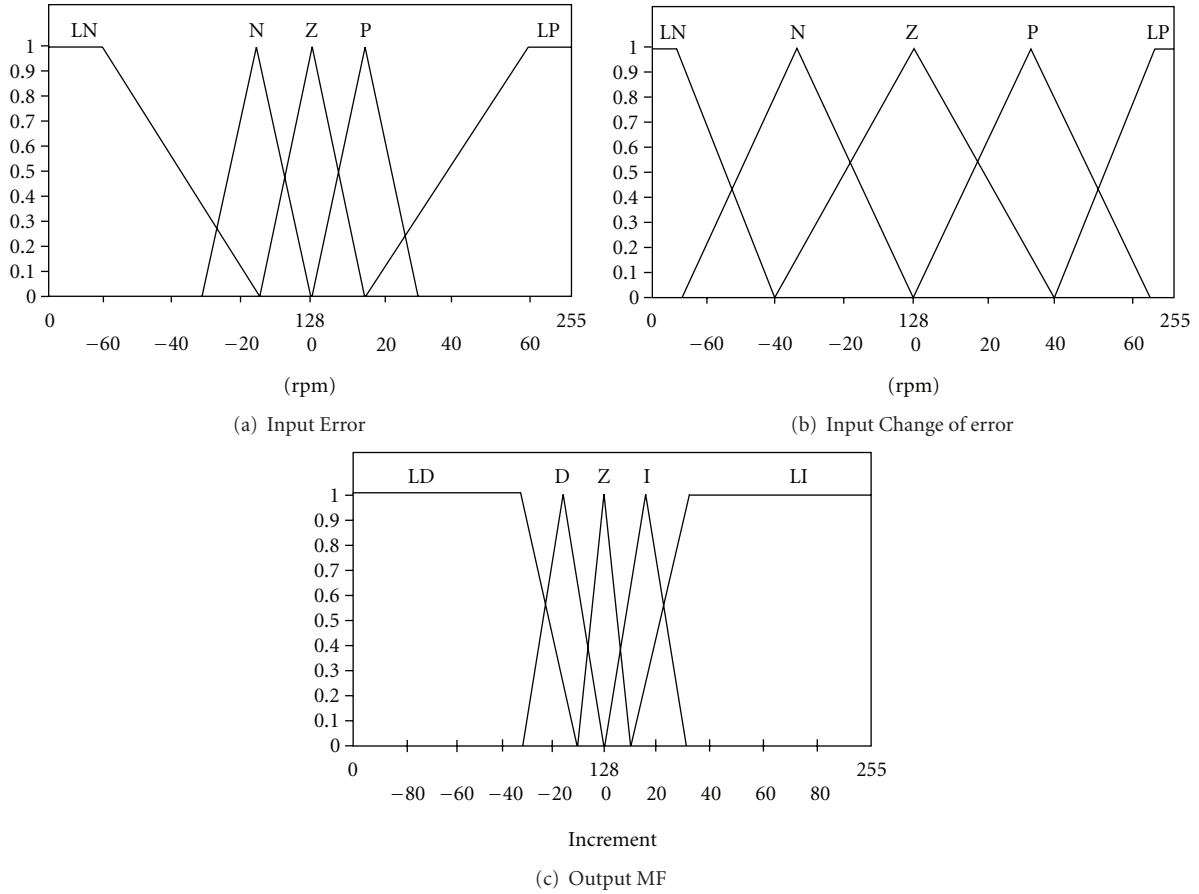 LN N Z P LP
1
0.9
0.8
0.7
0.6
0.5
0.4
0.3
0.2
0.1
0
0 128 255
−60 −40 −20 0 20 40 60
(rpm)
(a) Input Error
LN N Z P LP
1
0.9
0.8
0.7
0.6
0.5
0.4
0.3
0.2
0.1
0
0 128 255
−60 −40 −20 0 20 40 60
(rpm)
(b) Input Change of error
LD D Z I LI
1
0.9
0.8
0.7
0.6
0.5
0.4
0.3
0.2
0.1
0
0 128 255
−80 −60 −40 −20 0 20 40 60 80
Increment
(c) Output MF